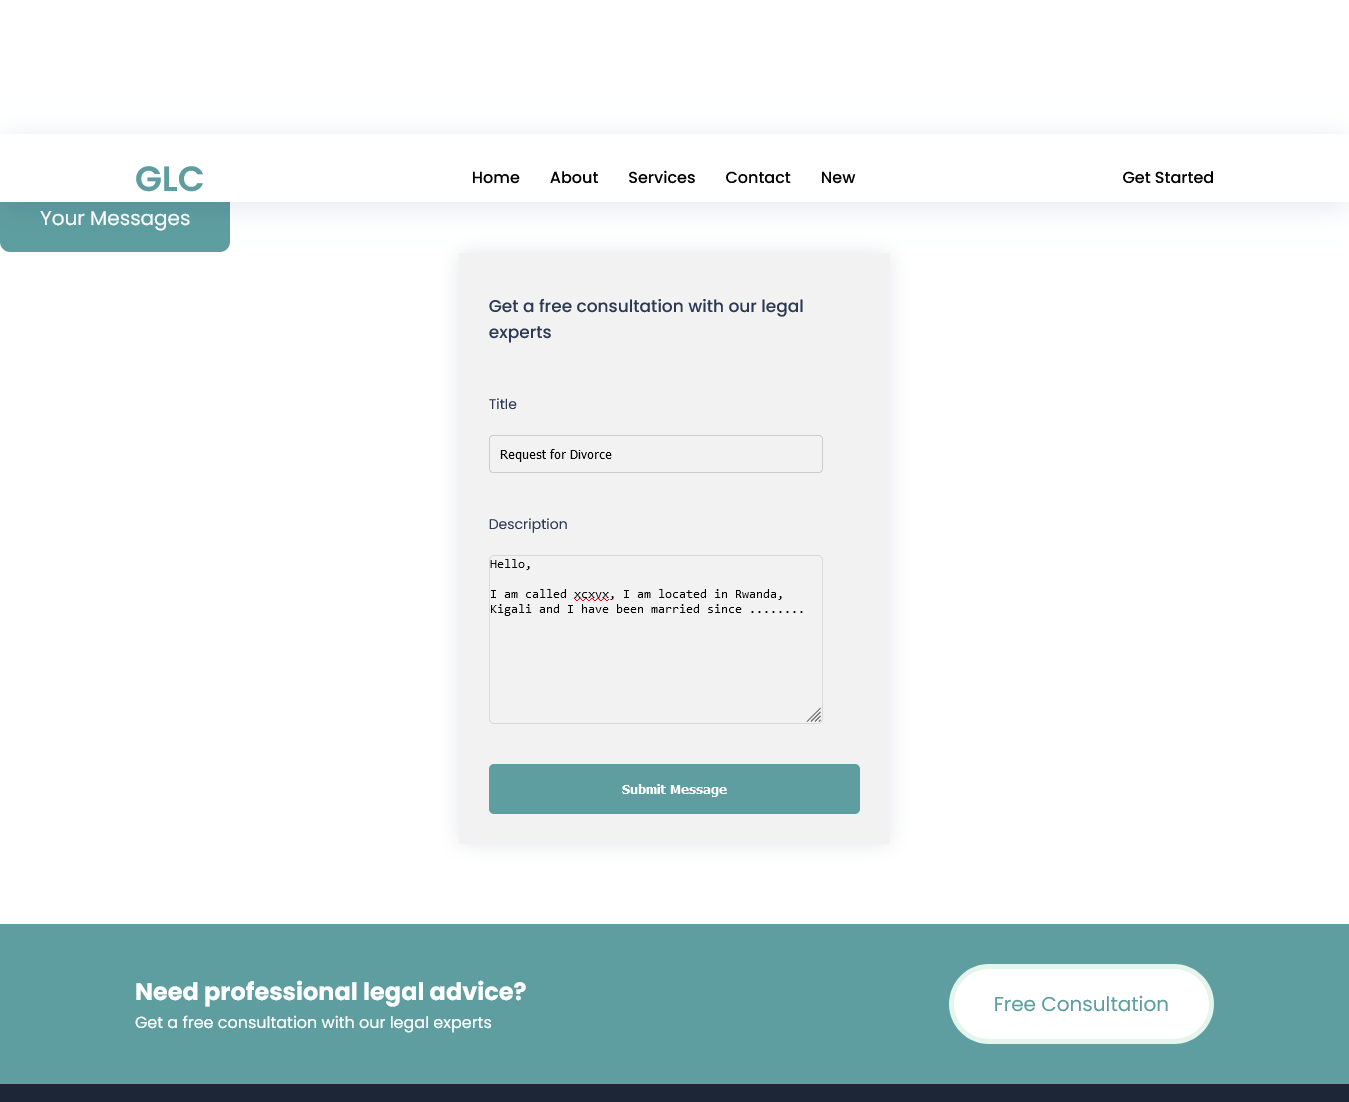 GLC
Home
About
Services
Contact
New
Get Started
Your Messages
Get a free consultation with our legal
experts
Title
Request for Divorce
Description
Hello,
I am called xcxvx, I am located in Rwanda,
Kigali and I have been married since ........
Submit Message
Need professional legal advice?
Get a free consultation with our legal experts
Free Consultation